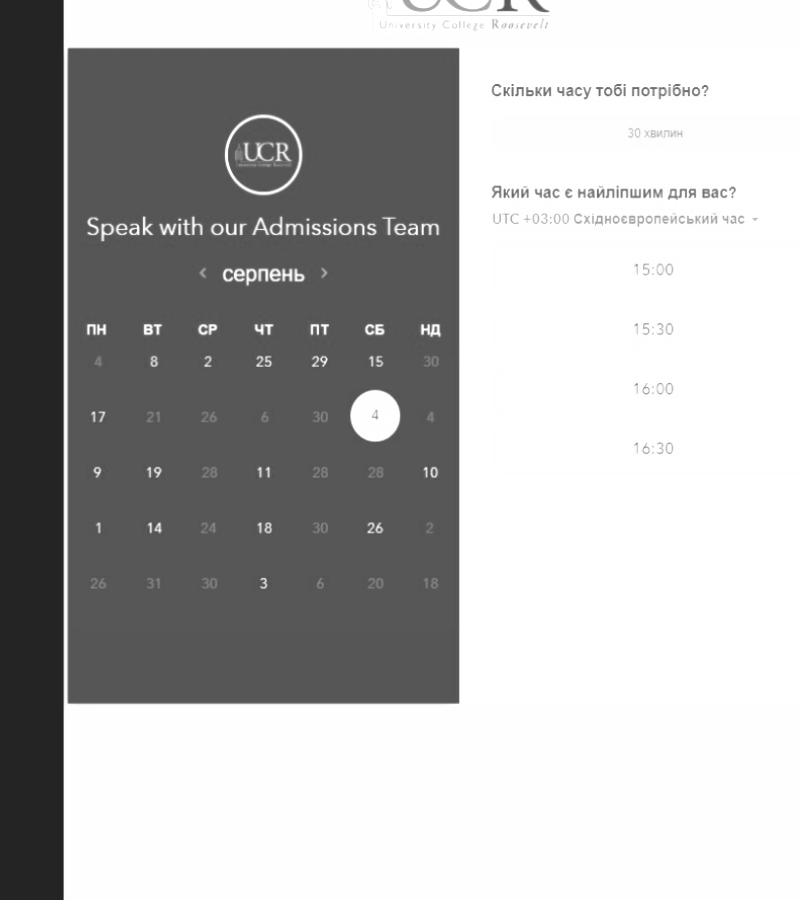 UCR
University College Roosevelt
UCR
Speak with our Admissions Team
‹ серпень ›
ПН ВТ СР ЧТ ПТ СБ НД
4 8 2 25 29 15 30
17 21 26 6 30 4 4
9 19 28 11 28 28 10
1 14 24 18 30 26 2
26 31 30 3 6 20 18
Скільки часу тобі потрібно?
30 хвилин
Який час є найліпшим для вас?
UTC +03:00 Східноєвропейський час
15:00
15:30
16:00
16:30